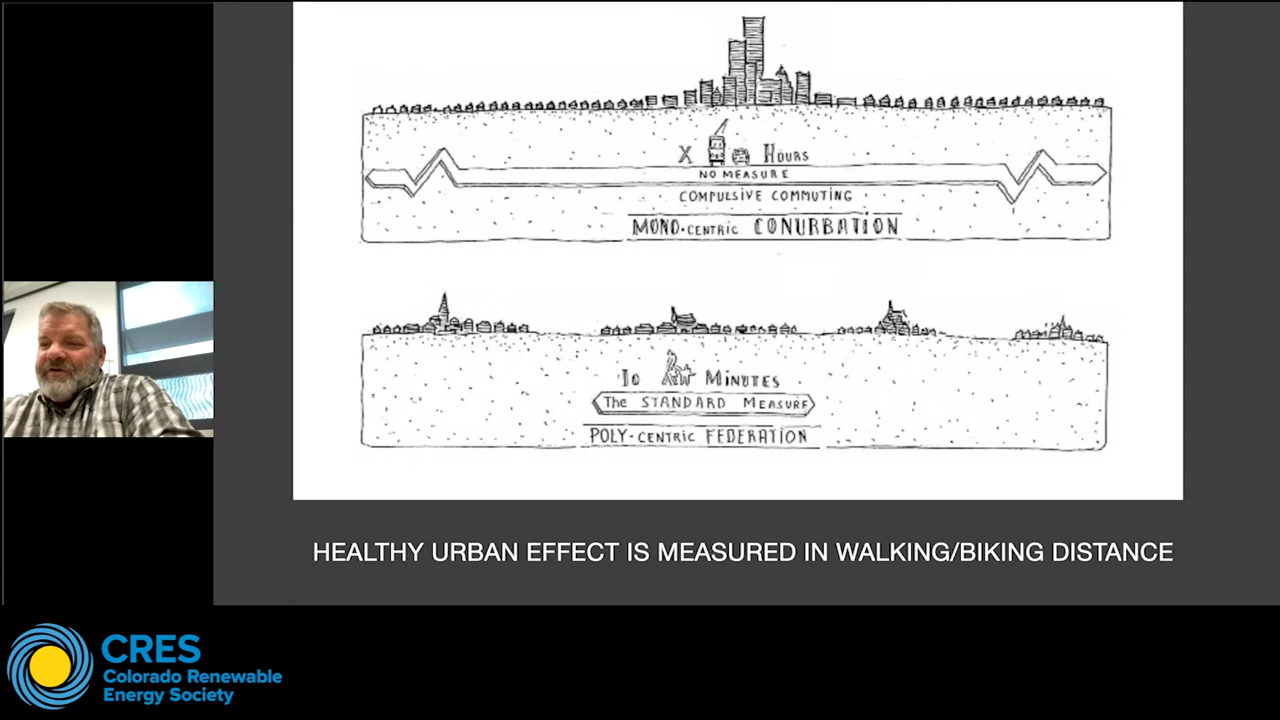 X HOURS
NO MEASURE
COMPULSIVE COMMUTING
MONO-CENTRIC CONURBATION
10 MINUTES
The STANDARD MEASURE
POLY-CENTRIC FEDERATION
HEALTHY URBAN EFFECT IS MEASURED IN WALKING/BIKING DISTANCE
CRES
Colorado Renewable
Energy Society